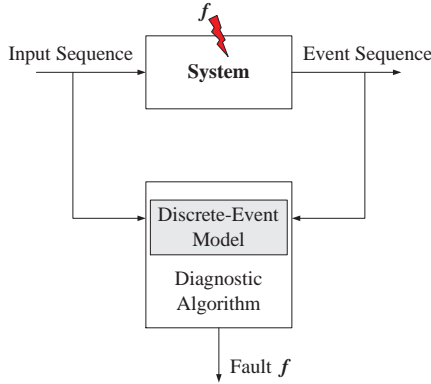 f
Input Sequence
System
Event Sequence
Discrete-Event
Model
Diagnostic
Algorithm
Fault f